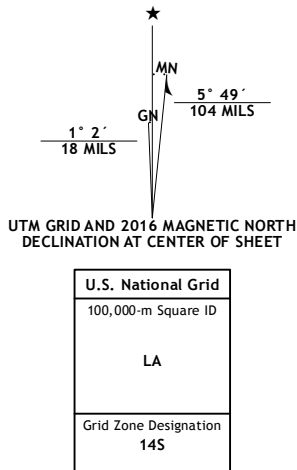 ★
MN
5° 49´
104 MILS
GN
1° 2´
18 MILS
UTM GRID AND 2016 MAGNETIC NORTH
DECLINATION AT CENTER OF SHEET
U.S. National Grid
100,000-m Square ID
LA
Grid Zone Designation
14S